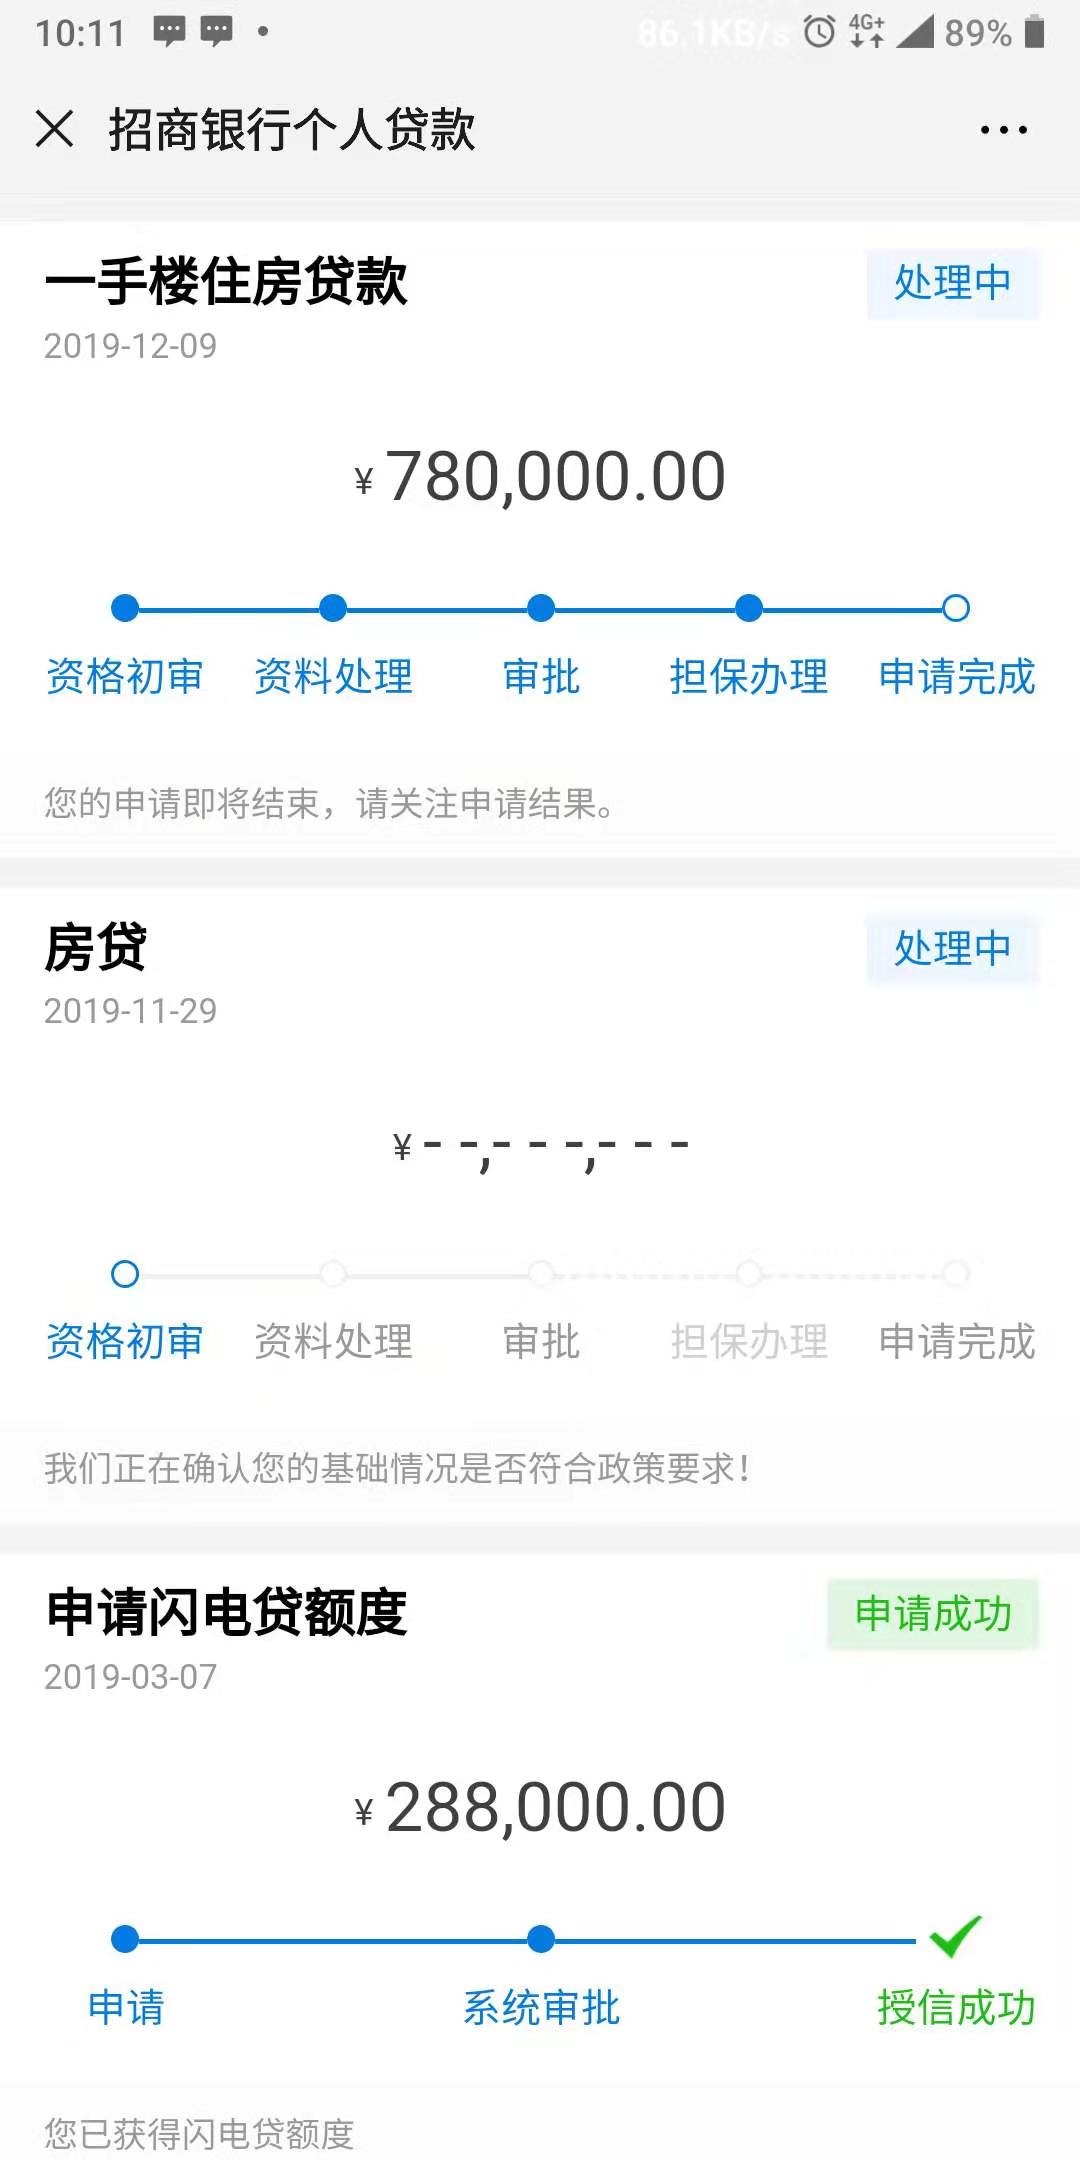 10:11 86.1KB/s 4G+ 89%
招商银行个人贷款
一手楼住房贷款 处理中
2019-12-09
¥ 780,000.00
资格初审 资料处理 审批 担保办理 申请完成
您的申请即将结束，请关注申请结果。
房贷 处理中
2019-11-29
¥ - -,- - -,- - -
资格初审 资料处理 审批 担保办理 申请完成
我们正在确认您的基础情况是否符合政策要求！
申请闪电贷额度 申请成功
2019-03-07
¥ 288,000.00
申请 系统审批 授信成功
您已获得闪电贷额度